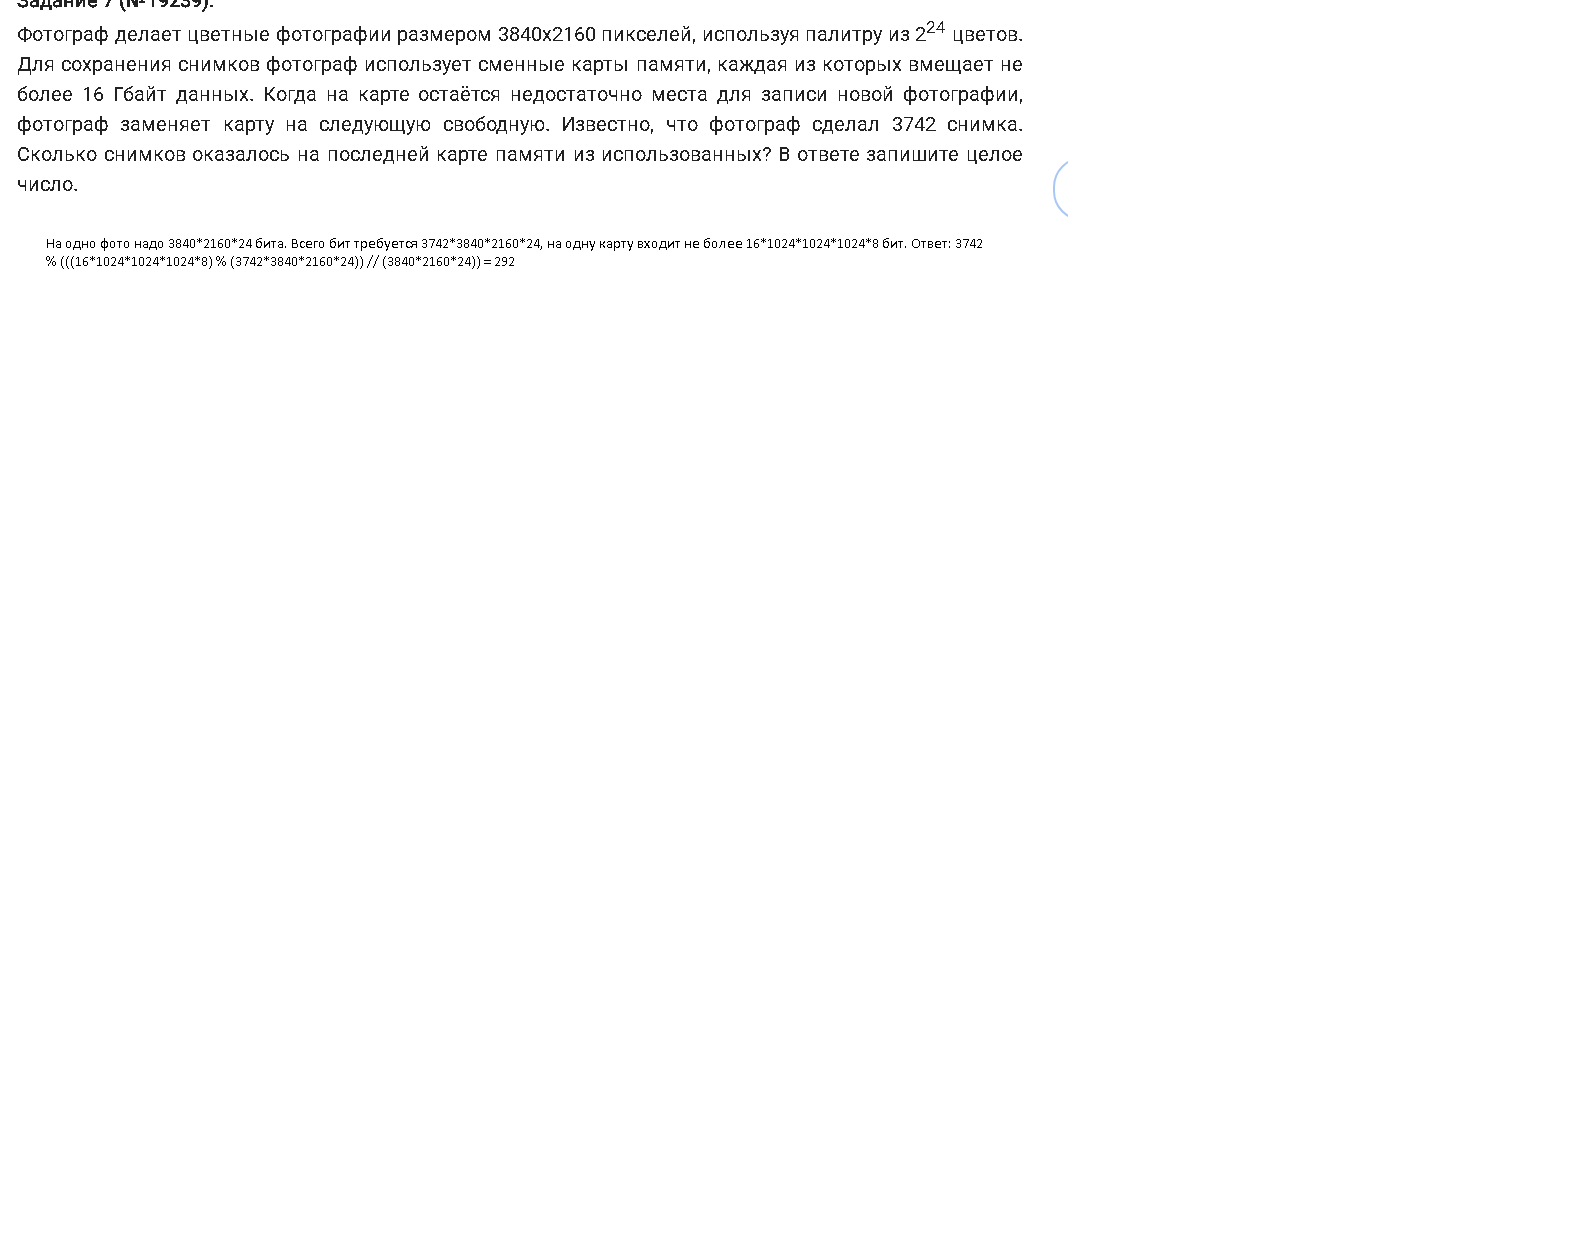 Задание 7 (№19239).
Фотограф делает цветные фотографии размером 3840x2160 пикселей, используя палитру из 2²⁴ цветов.
Для сохранения снимков фотограф использует сменные карты памяти, каждая из которых вмещает не
более 16 Гбайт данных. Когда на карте остаётся недостаточно места для записи новой фотографии,
фотограф заменяет карту на следующую свободную. Известно, что фотограф сделал 3742 снимка.
Сколько снимков оказалось на последней карте памяти из использованных? В ответе запишите целое
число.
На одно фото надо 3840*2160*24 бита. Всего бит требуется 3742*3840*2160*24, на одну карту входит не более 16*1024*1024*1024*8 бит. Ответ: 3742
% (((16*1024*1024*1024*8) % (3742*3840*2160*24)) // (3840*2160*24)) = 292